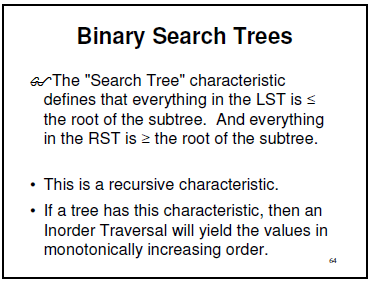 Binary Search Trees
The "Search Tree" characteristic
defines that everything in the LST is ≤
the root of the subtree. And everything
in the RST is ≥ the root of the subtree.
• This is a recursive characteristic.
• If a tree has this characteristic, then an
Inorder Traversal will yield the values in
monotonically increasing order.
64